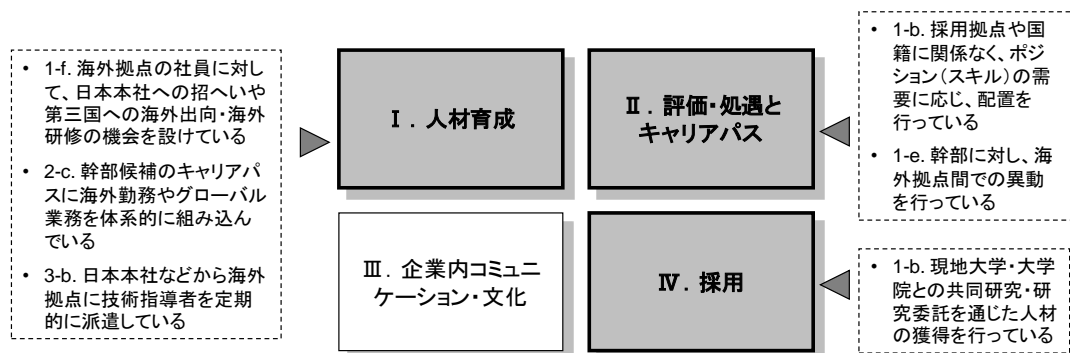 • 1-f. 海外拠点の社員に対し
て、日本本社への招へいや
第三国への海外出向・海外
研修の機会を設けている
• 2-c. 幹部候補のキャリアパ
スに海外勤務やグローバル
業務を体系的に組み込ん
でいる
• 3-b. 日本本社などから海外
拠点に技術指導者を定期
的に派遣している
Ⅰ．人材育成
Ⅱ．評価・処遇と
キャリアパス
Ⅲ．企業内コミュニ
ケーション・文化
Ⅳ．採用
• 1-b. 採用拠点や国
籍に関係なく、ポジ
ション（スキル）の需
要に応じ、配置を
行っている
• 1-e. 幹部に対し、海
外拠点間での異動
を行っている
• 1-b. 現地大学・大学
院との共同研究・研
究委託を通じた人材
の獲得を行っている